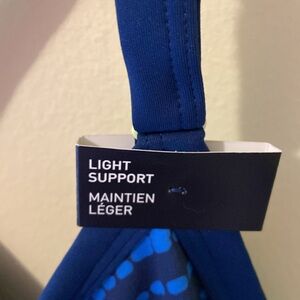 LIGHT
SUPPORT
MAINTIEN
LÉGER